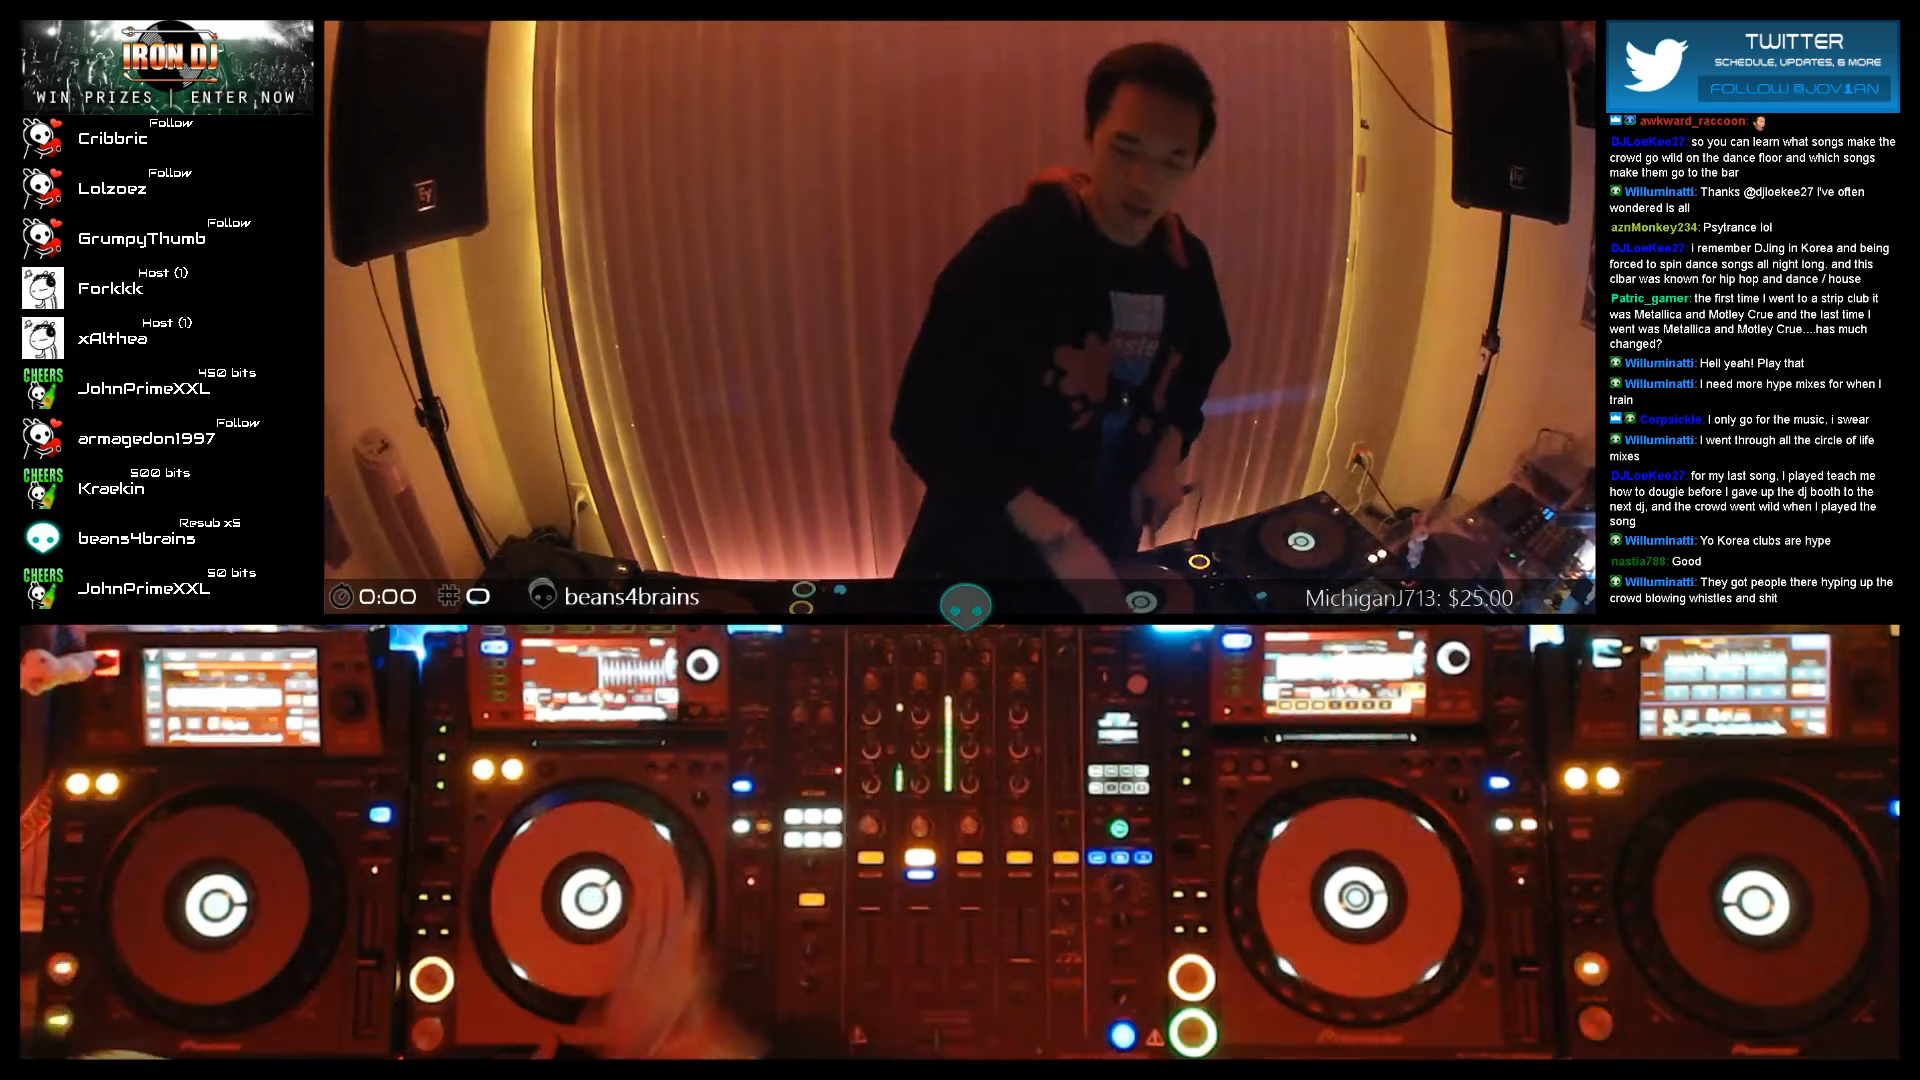 IRON DJ
WIN PRIZES | ENTER NOW
Follow
Cribbric
Follow
Lolzoez
Follow
GrumpyThumb
Host (1)
Forkkk
Host (1)
xAlthea
450 bits
CHEERS
JohnPrimeXXL
Follow
armagedon1997
500 bits
CHEERS
Kraekin
Resub x5
beans4brains
50 bits
CHEERS
JohnPrimeXXL
EV
0:00
0
beans4brains
MichiganJ713: $25.00
TWITTER
SCHEDULE, UPDATES, & MORE
FOLLOW @JOV1AN
awkward_raccoon:
DJLoeKee27: so you can learn what songs make the
crowd go wild on the dance floor and which songs
make them go to the bar
Willuminatti: Thanks @djloekee27 I've often
wondered is all
aznMonkey234: Psytrance lol
DJLoeKee27: i remember DJing in Korea and being
forced to spin dance songs all night long. and this
clbar was known for hip hop and dance / house
Patric_gamer: the first time I went to a strip club it
was Metallica and Motley Crue and the last time I
went was Metallica and Motley Crue....has much
changed?
Willuminatti: Hell yeah! Play that
Willuminatti: I need more hype mixes for when I
train
Corpsickle: I only go for the music, i swear
Willuminatti: I went through all the circle of life
mixes
DJLoeKee27: for my last song, I played teach me
how to dougie before I gave up the dj booth to the
next dj, and the crowd went wild when I played the
song
Willuminatti: Yo Korea clubs are hype
nastia788: Good
Willuminatti: They got people there hyping up the
crowd blowing whistles and shit
Pioneer
Pioneer